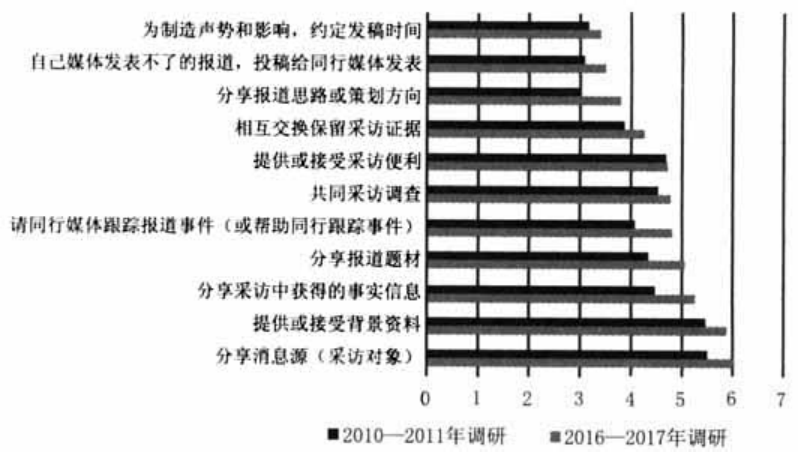 为制造声势和影响，约定发稿时间
自己媒体发表不了的报道，投稿给同行媒体发表
分享报道思路或策划方向
相互交换保留采访证据
提供或接受采访便利
共同采访调查
请同行媒体跟踪报道事件（或帮助同行跟踪事件）
分享报道题材
分享采访中获得的事实信息
提供或接受背景资料
分享消息源（采访对象）
0 1 2 3 4 5 6 7
■2010—2011年调研 ■2016—2017年调研